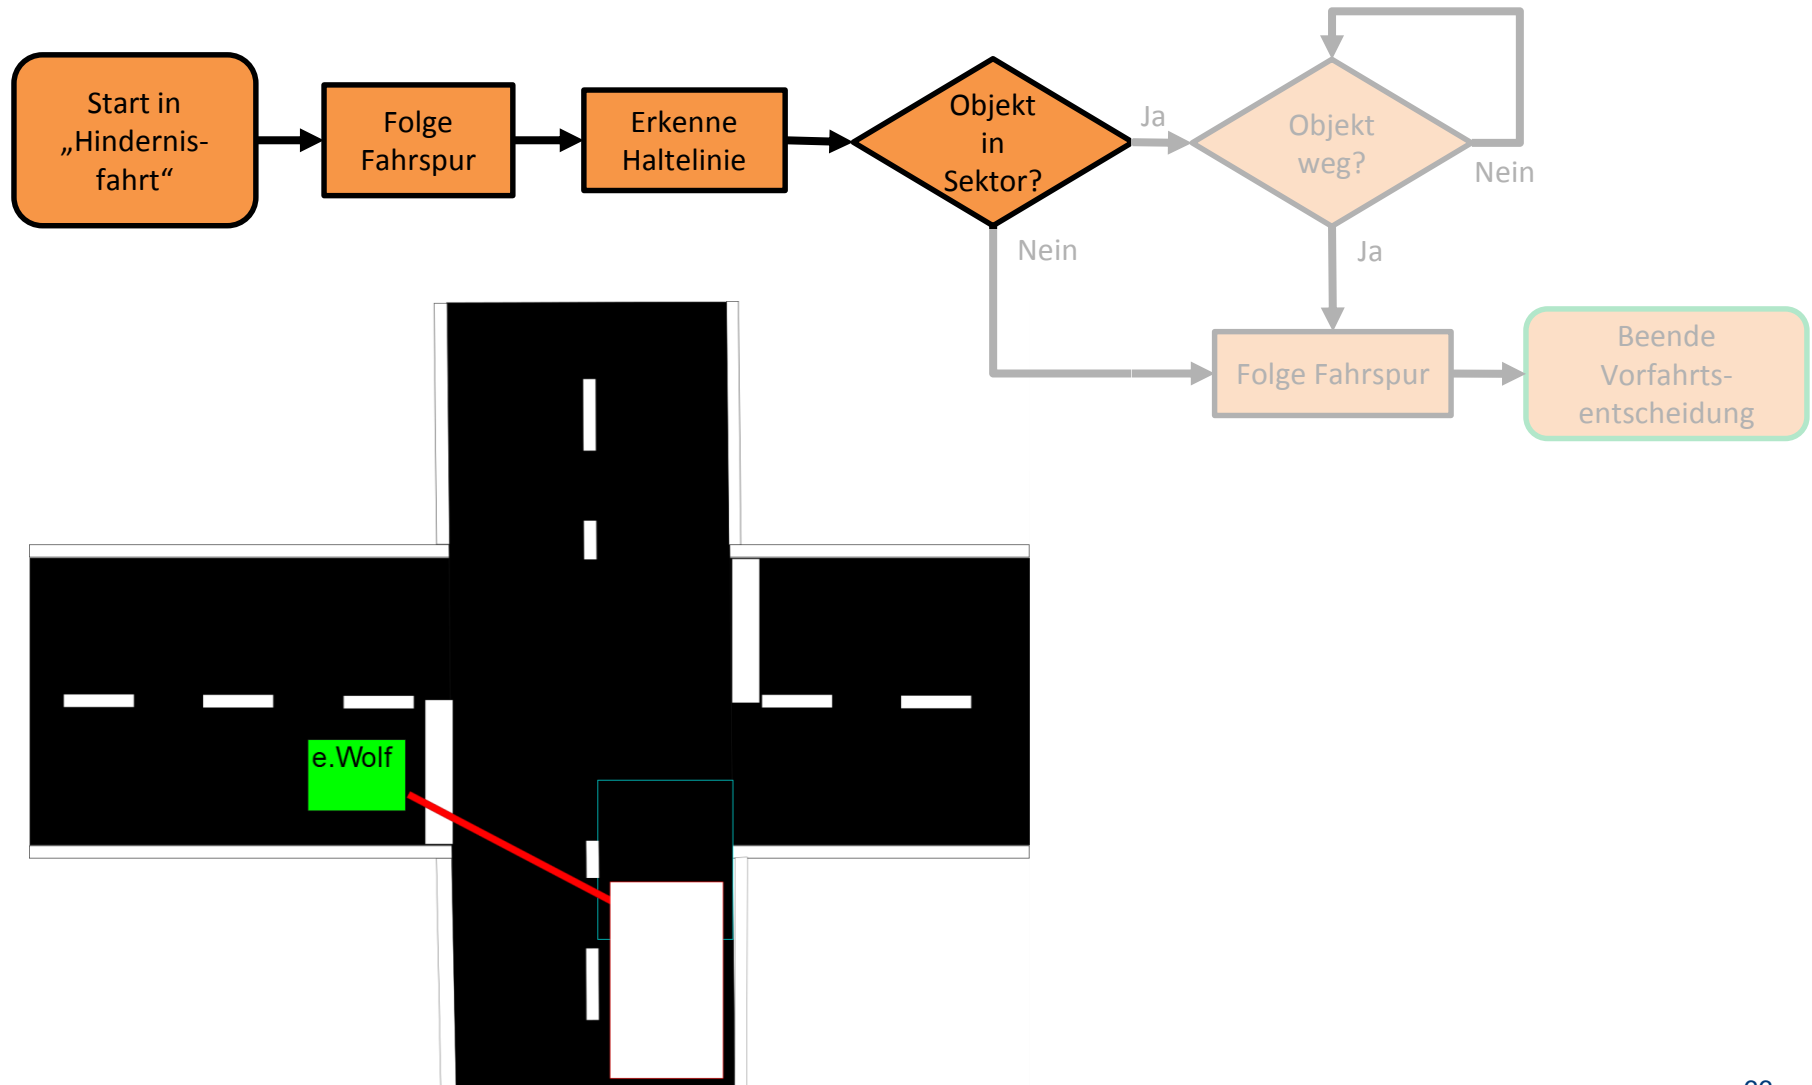 Start in
„Hindernis-
fahrt“
Folge
Fahrspur
Erkenne
Haltelinie
Objekt
in
Sektor?
Ja
Objekt
weg?
Nein
Nein
Ja
Folge Fahrspur
Beende
Vorfahrts-
entscheidung
e.Wolf